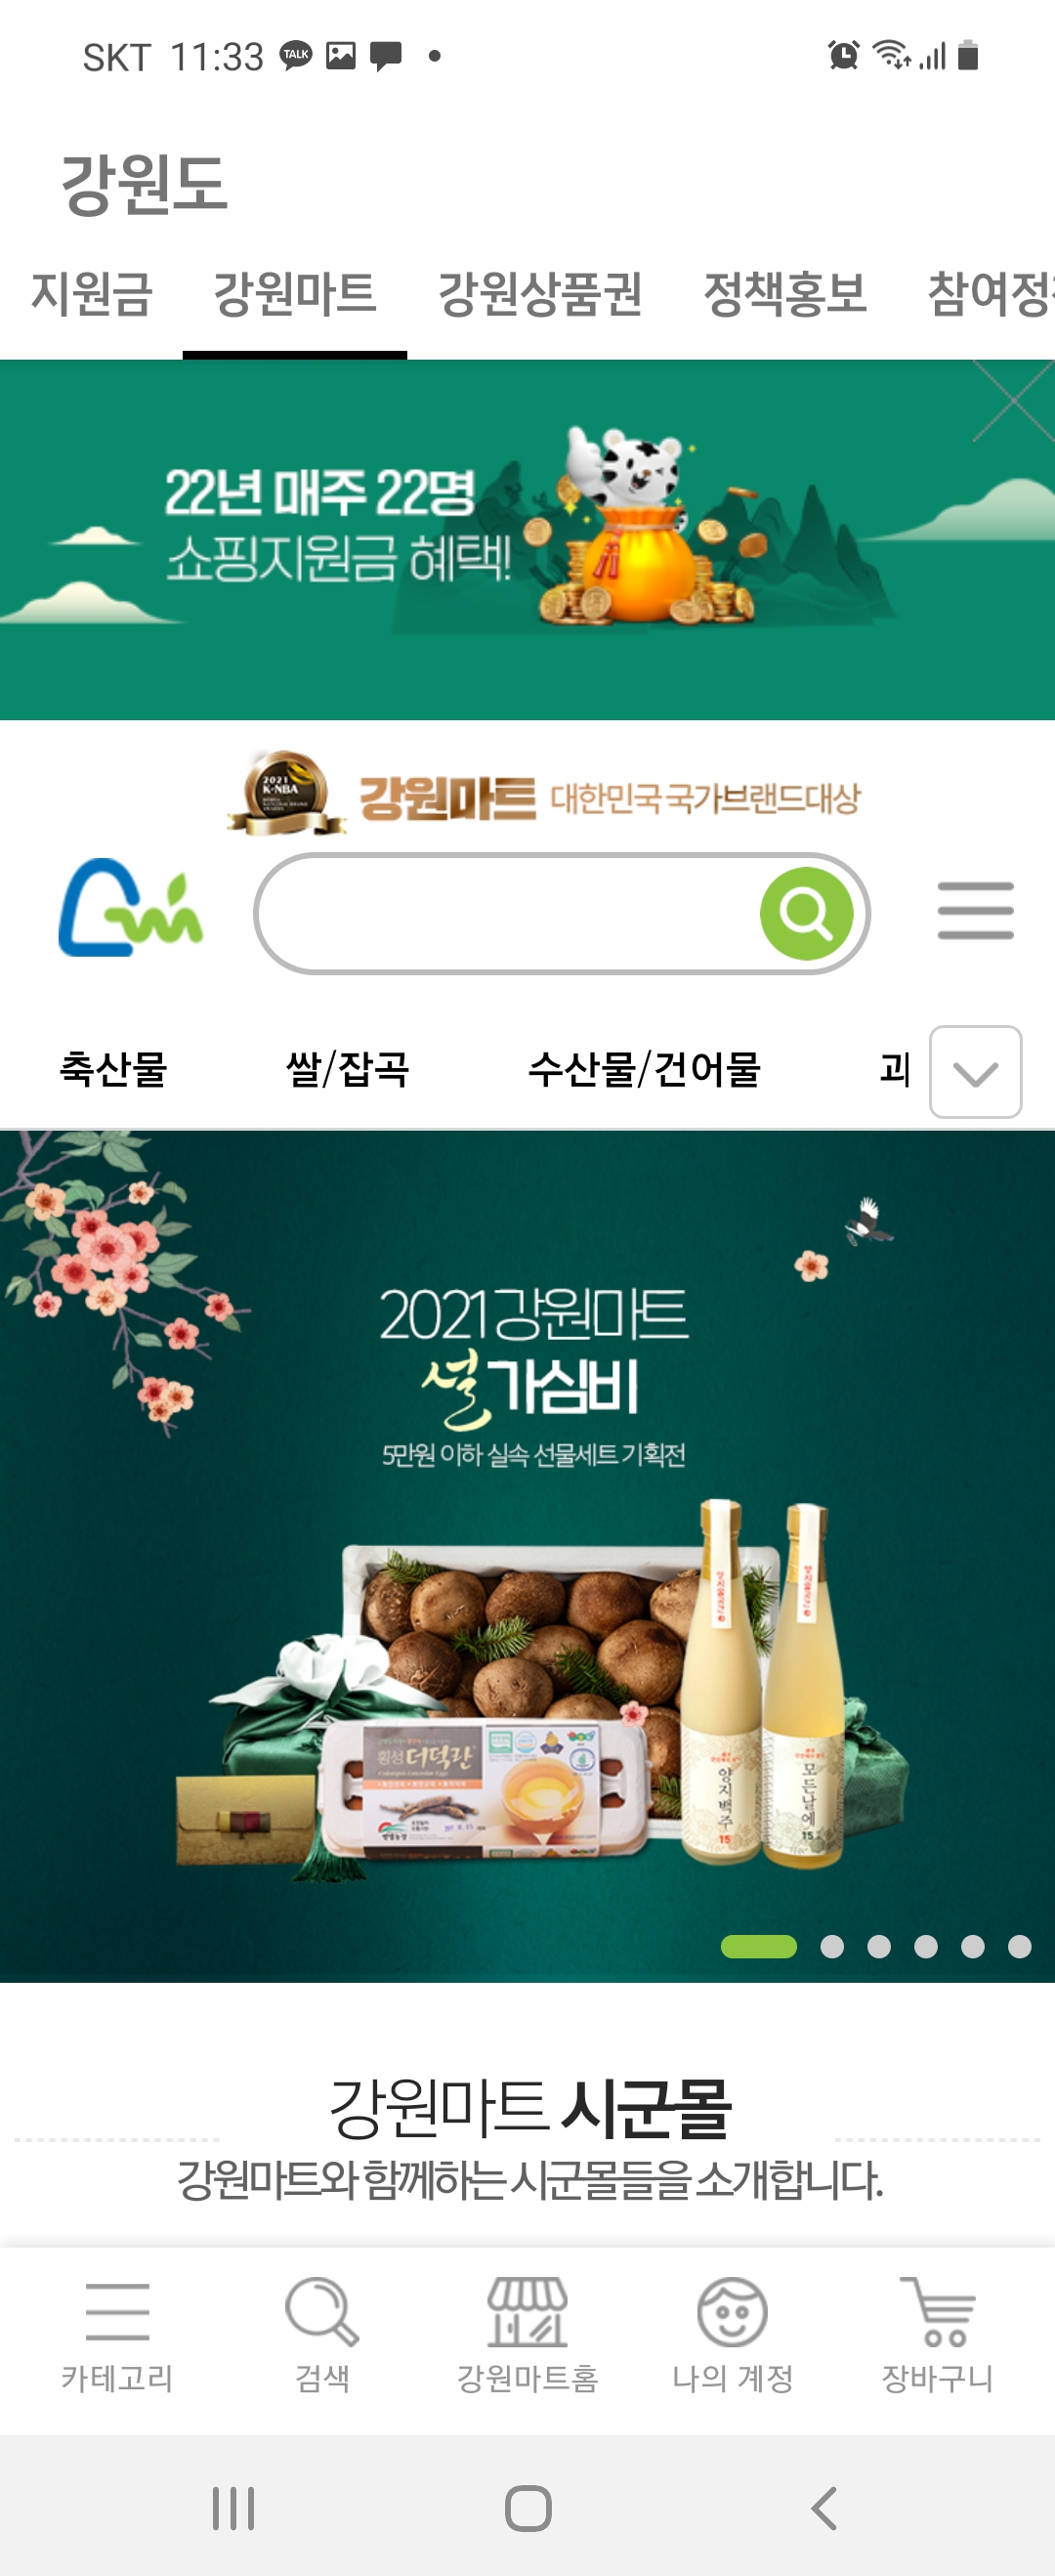 SKT 11:33
TALK
강원도
지원금 강원마트 강원상품권 정책홍보 참여정
22년 매주 22명
쇼핑지원금 혜택!
2021
K-NBA
강원마트 대한민국 국가브랜드대상
축산물 쌀/잡곡 수산물/건어물
2021 강원마트
설 가심비
5만원 이하 실속 선물세트 기획전
횡성 더덕란
양지백주
15
모든날에
15
강원마트 시군몰
강원마트와 함께하는 시군몰들을 소개합니다.
카테고리 검색 강원마트홈 나의 계정 장바구니